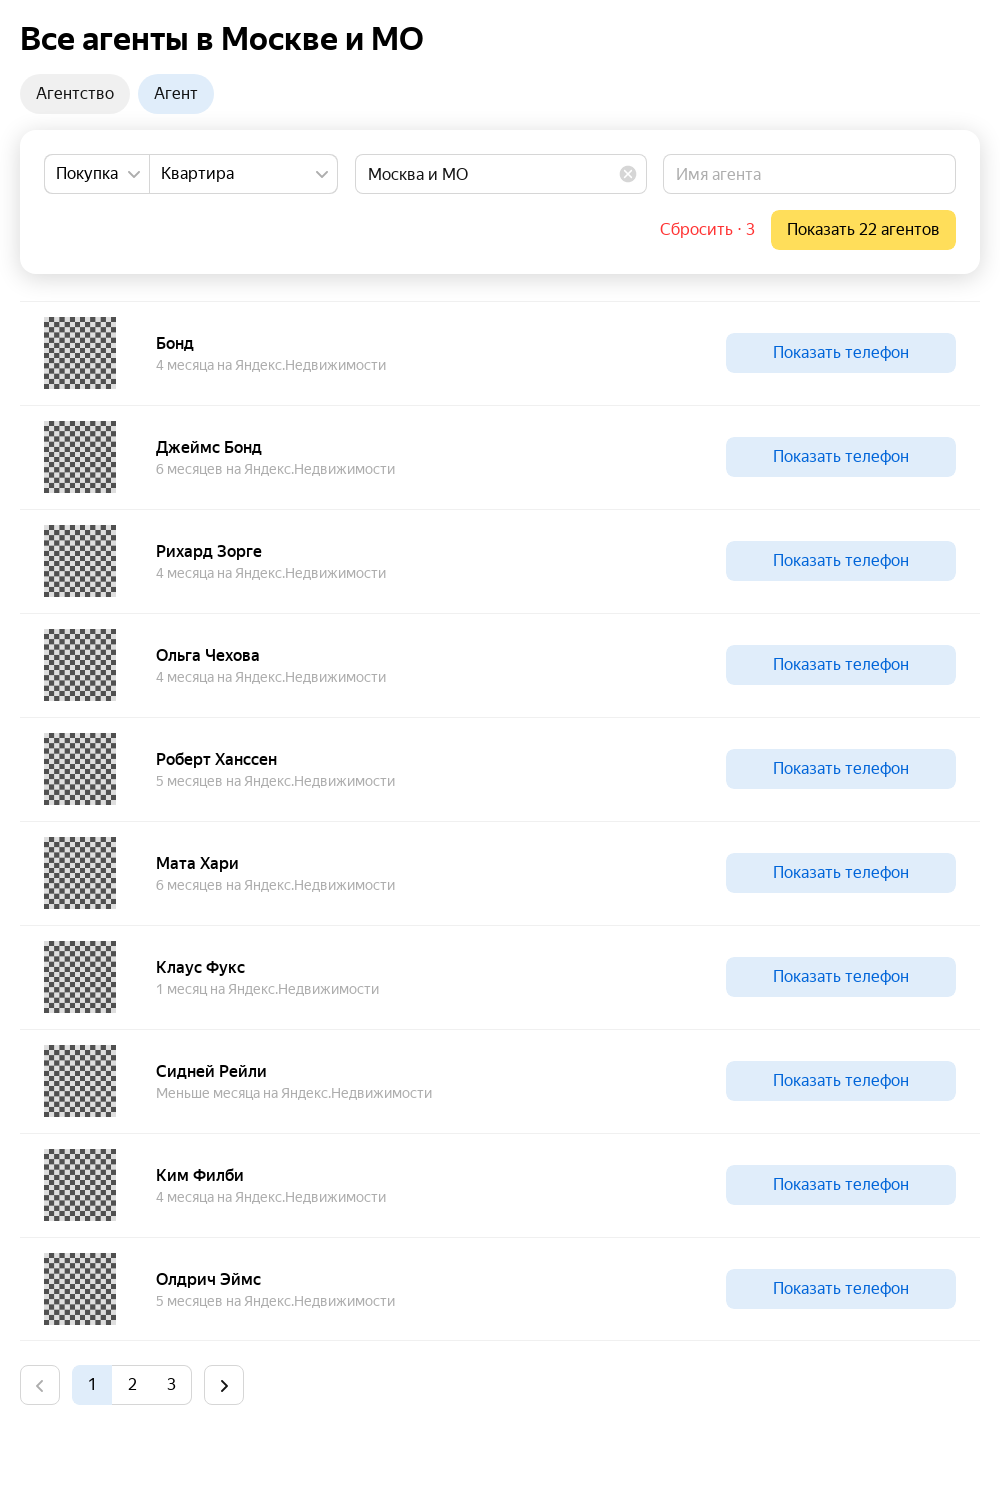 Все агенты в Москве и МО
Агентство Агент
Покупка Квартира Москва и МО Имя агента
Сбросить · 3 Показать 22 агентов
Бонд
4 месяца на Яндекс.Недвижимости
Показать телефон
Джеймс Бонд
6 месяцев на Яндекс.Недвижимости
Показать телефон
Рихард Зорге
4 месяца на Яндекс.Недвижимости
Показать телефон
Ольга Чехова
4 месяца на Яндекс.Недвижимости
Показать телефон
Роберт Ханссен
5 месяцев на Яндекс.Недвижимости
Показать телефон
Мата Хари
6 месяцев на Яндекс.Недвижимости
Показать телефон
Клаус Фукс
1 месяц на Яндекс.Недвижимости
Показать телефон
Сидней Рейли
Меньше месяца на Яндекс.Недвижимости
Показать телефон
Ким Филби
4 месяца на Яндекс.Недвижимости
Показать телефон
Олдрич Эймс
5 месяцев на Яндекс.Недвижимости
Показать телефон
1 2 3